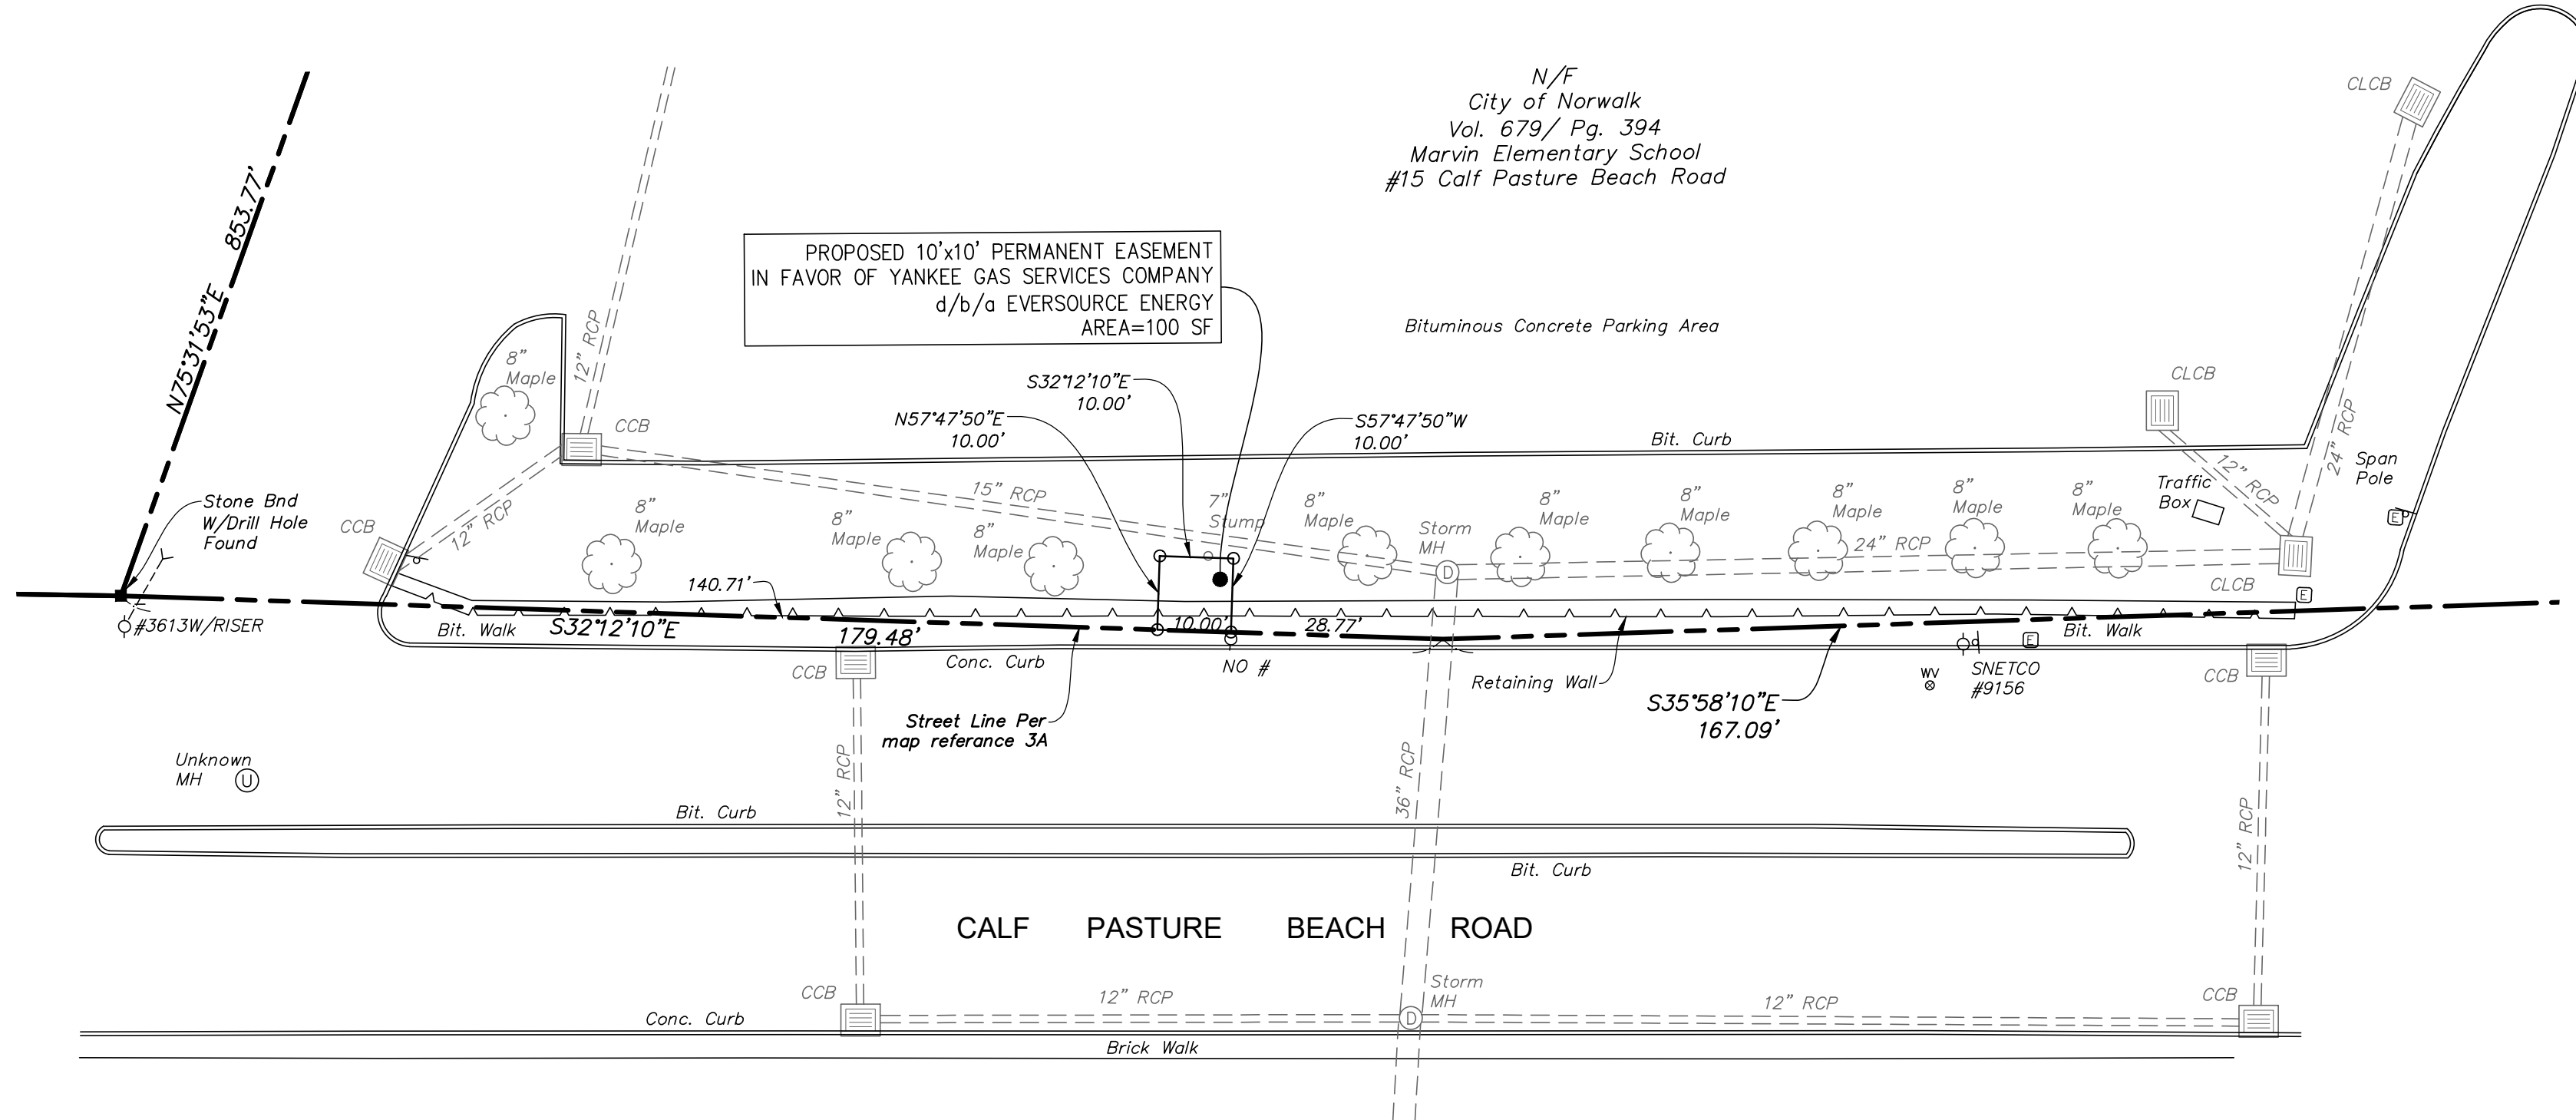 N/F
City of Norwalk
Vol. 679/ Pg. 394
Marvin Elementary School
#15 Calf Pasture Beach Road
CLCB
853.77'
N75°31'53"E
PROPOSED 10'x10' PERMANENT EASEMENT
IN FAVOR OF YANKEE GAS SERVICES COMPANY
d/b/a EVERSOURCE ENERGY
AREA=100 SF
Bituminous Concrete Parking Area
12" RCP
8"
Maple
CCB
S32°12'10"E
10.00'
N57°47'50"E
10.00'
S57°47'50"W
10.00'
Bit. Curb
CLCB
24" RCP
12" RCP
Span
Pole
Traffic
Box
E
Stone Bnd
W/Drill Hole
Found
CCB
12" RCP
8"
Maple
8"
Maple
8"
Maple
15" RCP
7"
Stump
8"
Maple
Storm
MH
D
8"
Maple
8"
Maple
8"
Maple
24" RCP
8"
Maple
8"
Maple
CLCB
E
140.71'
#3613W/RISER
Bit. Walk
S32°12'10"E
179.48'
10.00'
28.77'
Bit. Walk
CCB
Conc. Curb
NO #
Retaining Wall
S35°58'10"E
167.09'
WV
E
SNETCO
#9156
CCB
Street Line Per
map referance 3A
Unknown
MH
U
12" RCP
36" RCP
12" RCP
Bit. Curb
Bit. Curb
CALF PASTURE BEACH ROAD
CCB
12" RCP
Storm
MH
D
12" RCP
CCB
Conc. Curb
Brick Walk